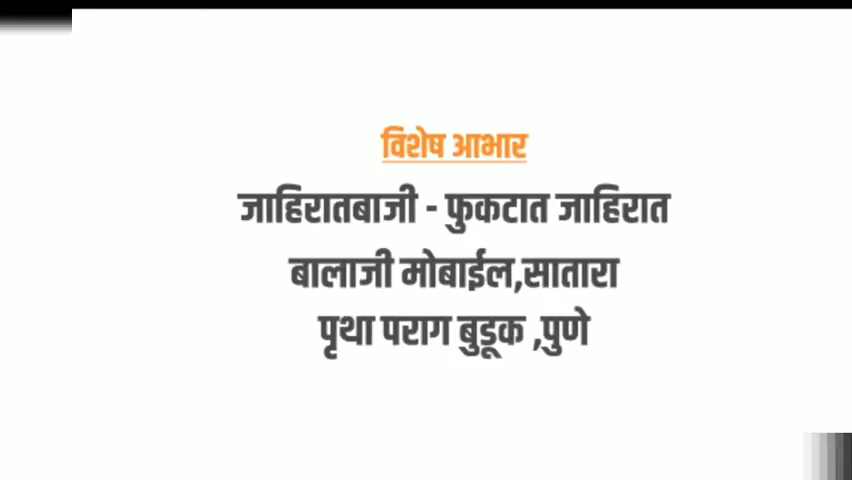 विशेष आभार
जाहिरातबाजी - फुकटात जाहिरात
बालाजी मोबाईल,सातारा
पृथा पराग बुडूक ,पुणे